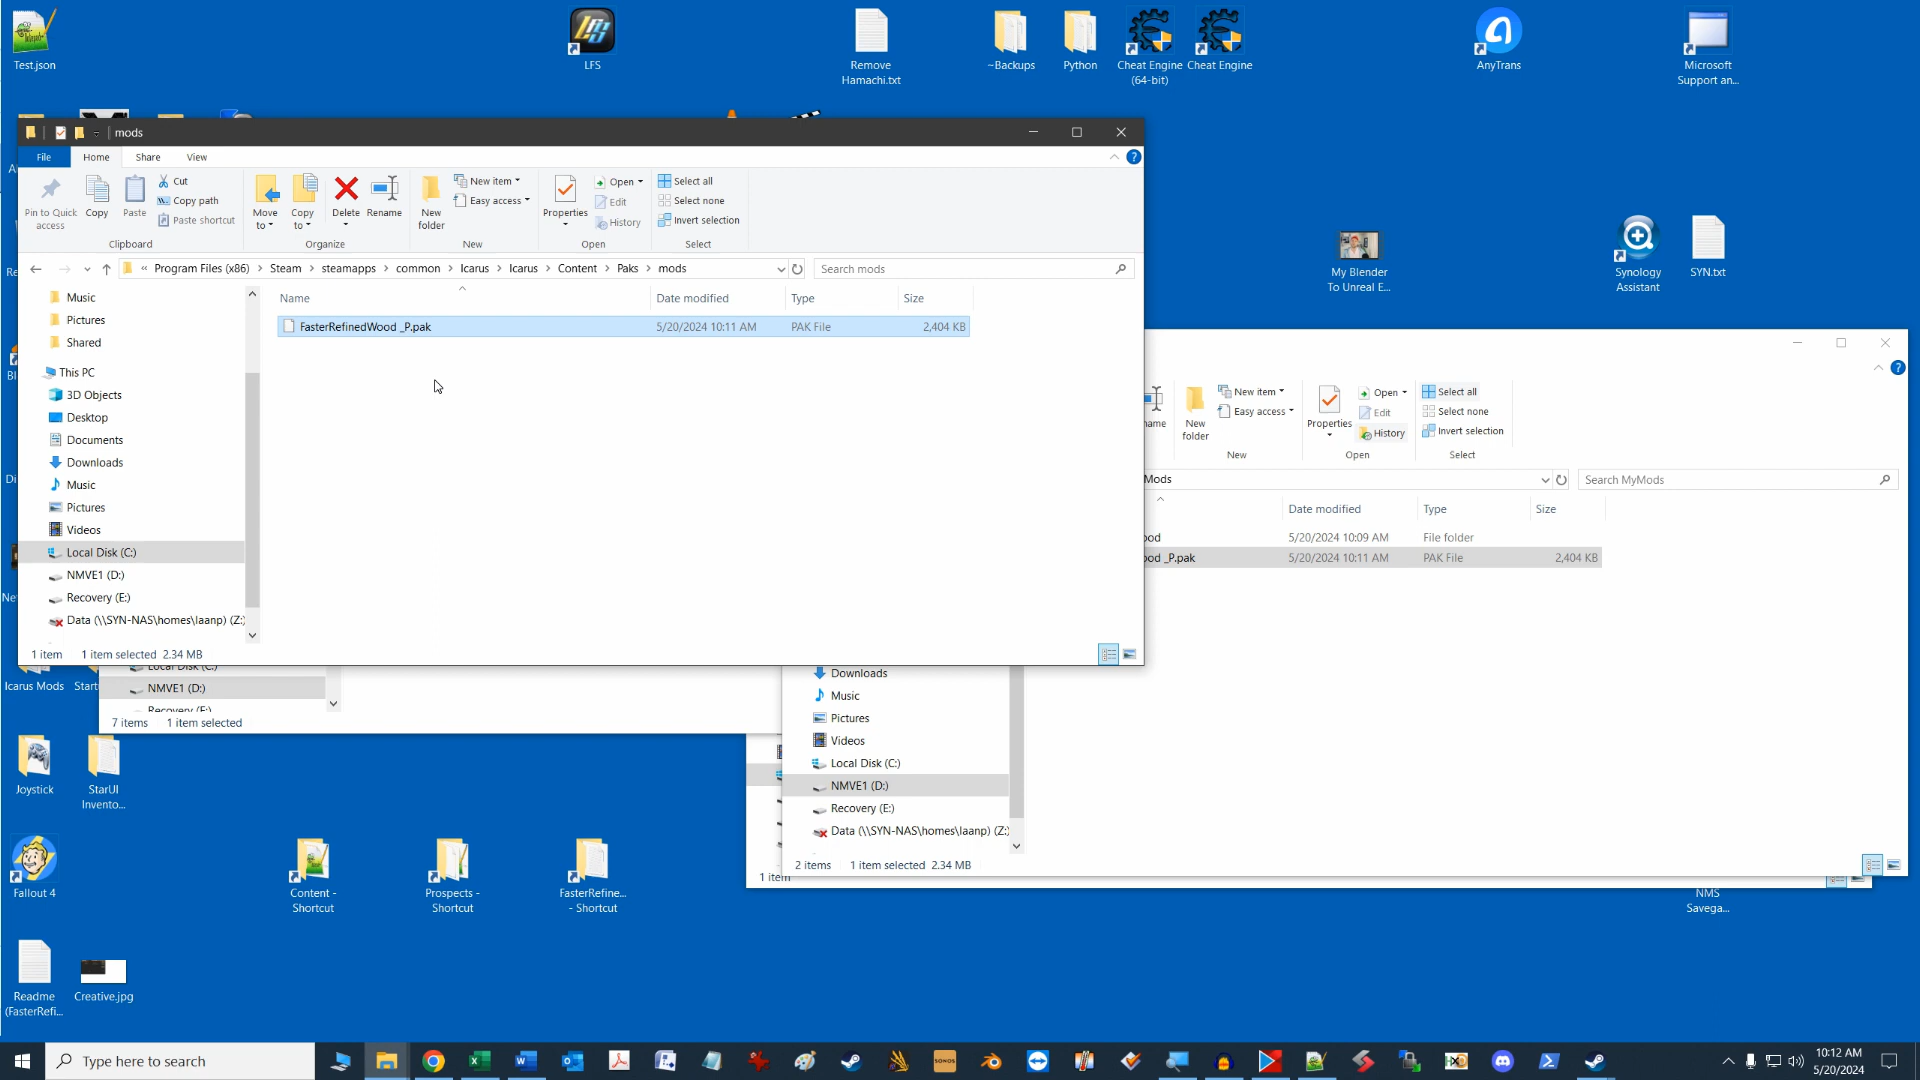 Test.json
LFS
Remove
Hamachi.txt
~Backups
Python
Cheat Engine
(64-bit)
Cheat Engine
AnyTrans
Microsoft
Support an...
mods
File
Home
Share
View
Pin to Quick
access
Copy
Paste
Cut
Copy path
Paste shortcut
Clipboard
Move
to
Copy
to
Delete
Rename
Organize
New
folder
New item
Easy access
New
Properties
Open
Edit
History
Open
Select all
Select none
Invert selection
Select
« Program Files (x86) > Steam > steamapps > common > Icarus > Icarus > Content > Paks > mods
Search mods
Name
Date modified
Type
Size
FasterRefinedWood _P.pak
5/20/2024 10:11 AM
PAK File
2,404 KB
Music
Pictures
Shared
This PC
3D Objects
Desktop
Documents
Downloads
Music
Pictures
Videos
Local Disk (C:)
NMVE1 (D:)
Recovery (E:)
Data (\\SYN-NAS\homes\laanp) (Z:)
1 item
1 item selected 2.34 MB
My Blender
To Unreal E...
Synology
Assistant
SYN.txt
New
folder
New item
Easy access
New
Properties
Open
Edit
History
Open
Select all
Select none
Invert selection
Select
Mods
Search MyMods
Date modified
Type
Size
ood
5/20/2024 10:09 AM
File folder
ood _P.pak
5/20/2024 10:11 AM
PAK File
2,404 KB
Local Disk (C:)
NMVE1 (D:)
Recovery (E:)
7 items
1 item selected
Downloads
Music
Pictures
Videos
Local Disk (C:)
NMVE1 (D:)
Recovery (E:)
Data (\\SYN-NAS\homes\laanp) (Z:)
2 items
1 item selected 2.34 MB
1 item
Icarus Mods
Start
Joystick
StarUI
Invento...
Fallout 4
Content -
Shortcut
Prospects -
Shortcut
FasterRefine...
- Shortcut
NMS
Savega...
Readme
(FasterRefi...
Creative.jpg
Type here to search
SONOS
10:12 AM
5/20/2024